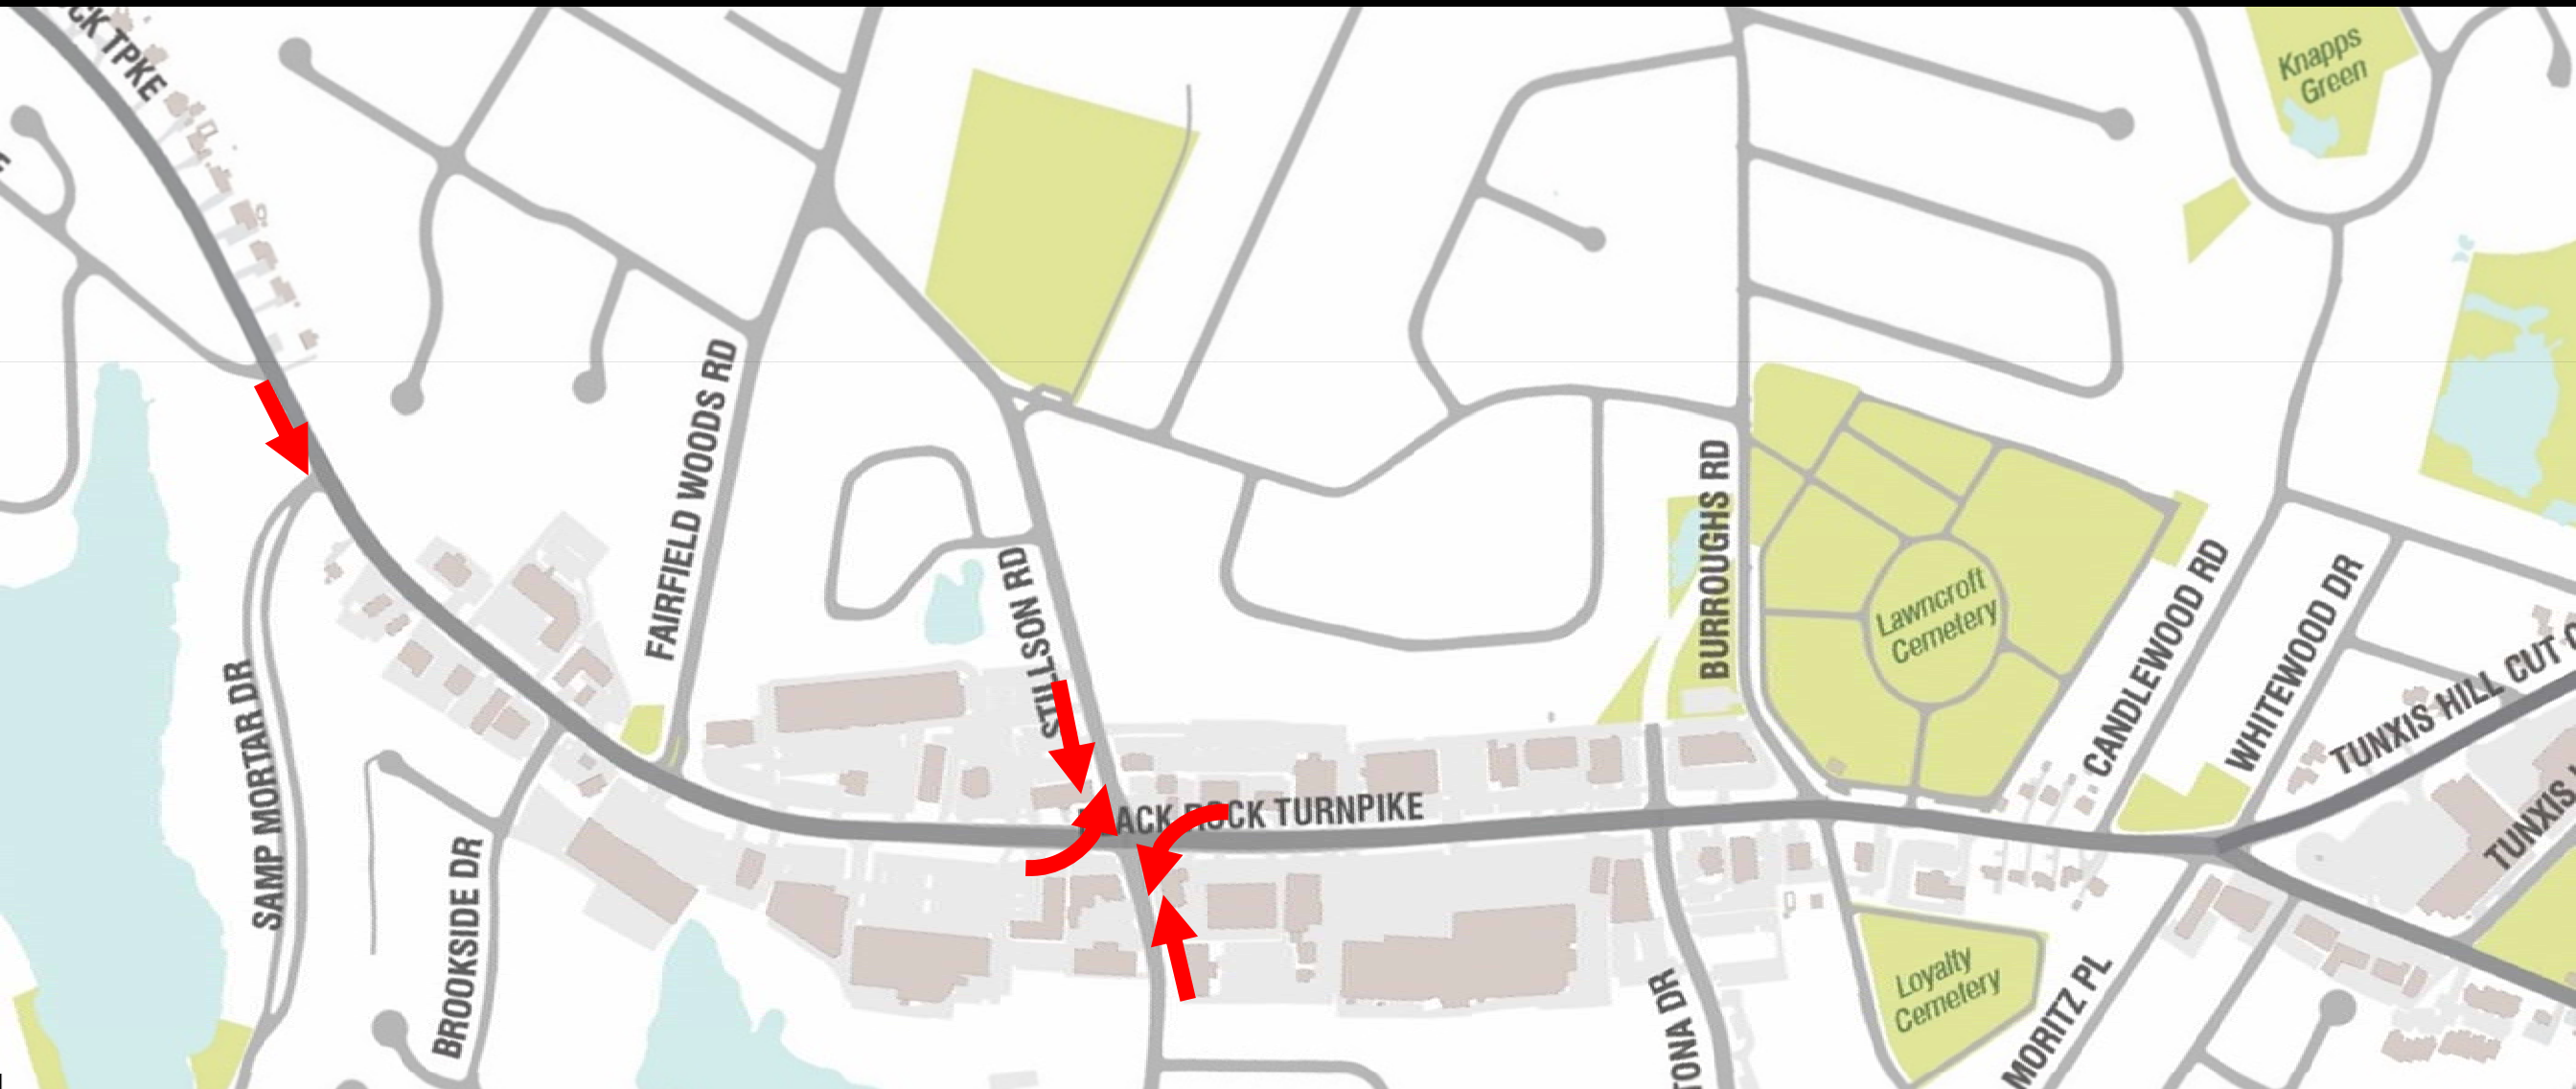 CK TPKE
Knapps
Green
FAIRFIELD WOODS RD
STILLSON RD
BURROUGHS RD
Lawncroft
Cemetery
CANDLEWOOD RD
WHITEWOOD DR
TUNXIS HILL CUT
TUNXIS
SAMP MORTAR DR
BROOKSIDE DR
ACK ROCK TURNPIKE
TONA DR
Loyalty
Cemetery
MORITZ PL